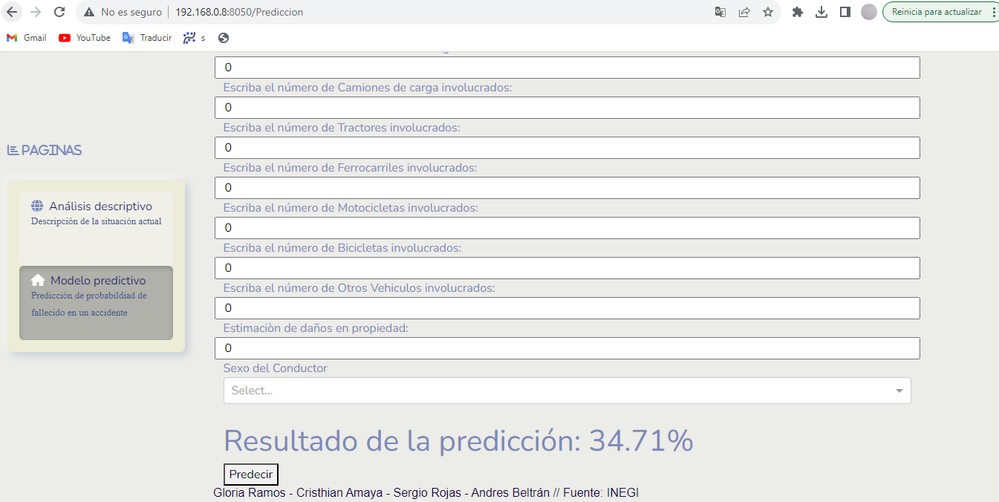 No es seguro 192.168.0.8:8050/Prediccion Reinicia para actualizar
Gmail YouTube Traducir s
0
Escriba el número de Camiones de carga involucrados:
0
Escriba el número de Tractores involucrados:
0
Escriba el número de Ferrocarriles involucrados:
0
Escriba el número de Motocicletas involucrados:
0
Escriba el número de Bicicletas involucrados:
0
Escriba el número de Otros Vehiculos involucrados:
0
Estimaciòn de daños en propiedad:
0
Sexo del Conductor
Select...
PAGINAS
Análisis descriptivo
Descripción de la situación actual
Modelo predictivo
Predicción de probabildiad de
fallecido en un accidente
Resultado de la predicción: 34.71%
Predecir
Gloria Ramos - Cristhian Amaya - Sergio Rojas - Andres Beltrán // Fuente: INEGI